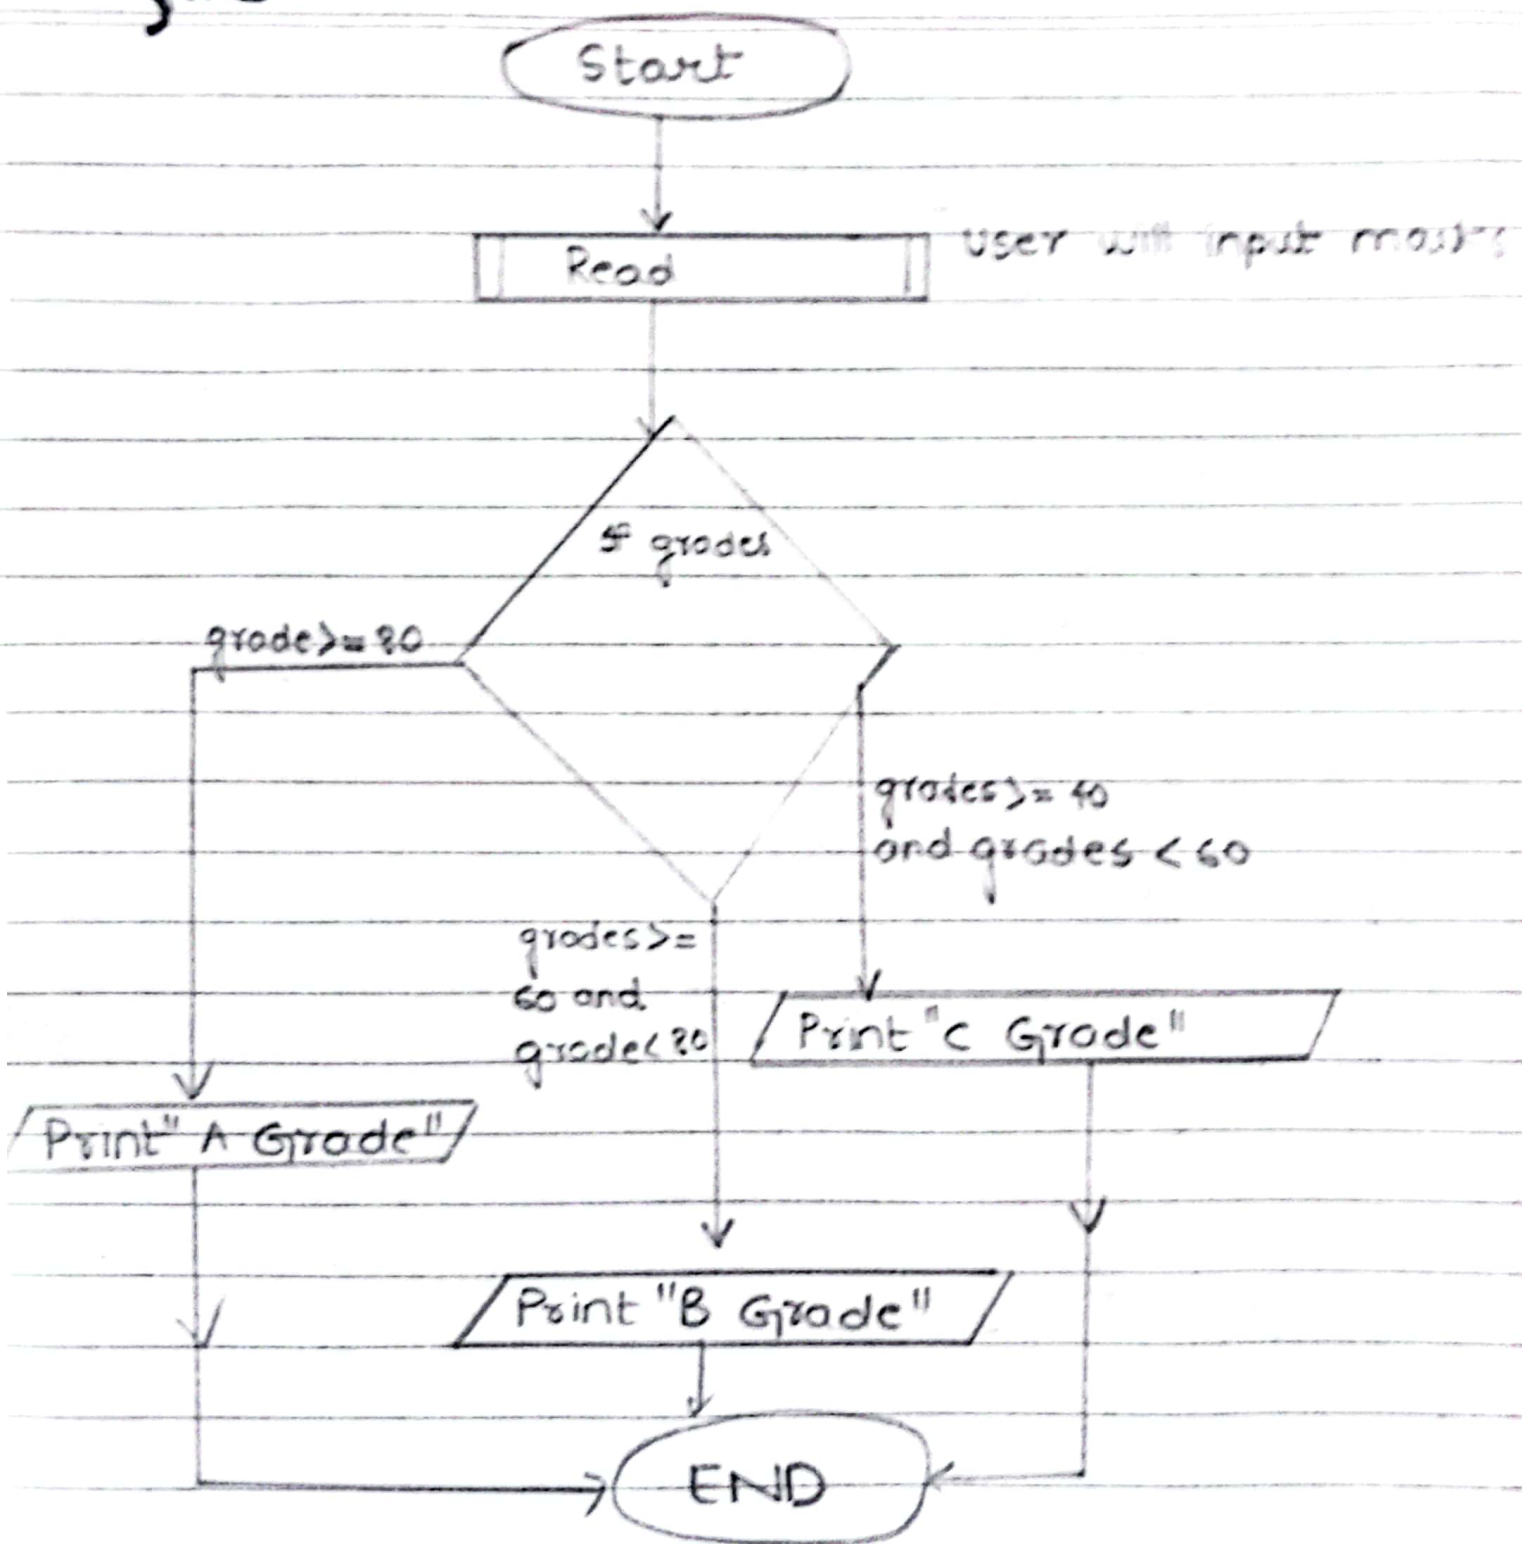 Start
Read
user will input marks
If grades
grade>=80
grades>= 40
and grades < 60
grades>=
60 and
grade<80
Print "C Grade"
Print "A Grade"
Print "B Grade"
END